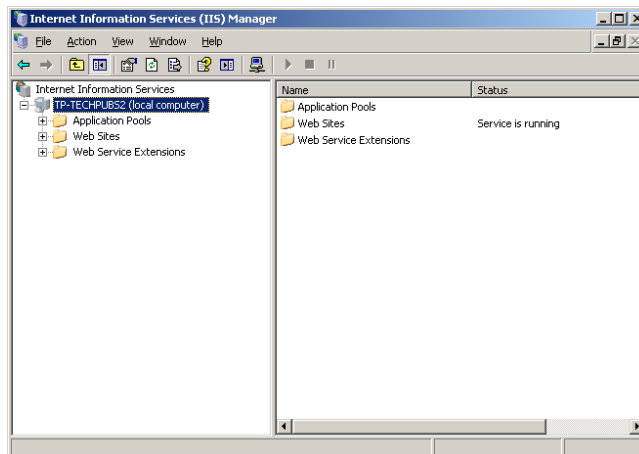 Internet Information Services (IIS) Manager
File Action View Window Help
Internet Information Services
TP-TECHPUBS2 (local computer)
Application Pools
Web Sites
Web Service Extensions
Name Status
Application Pools
Web Sites Service is running
Web Service Extensions